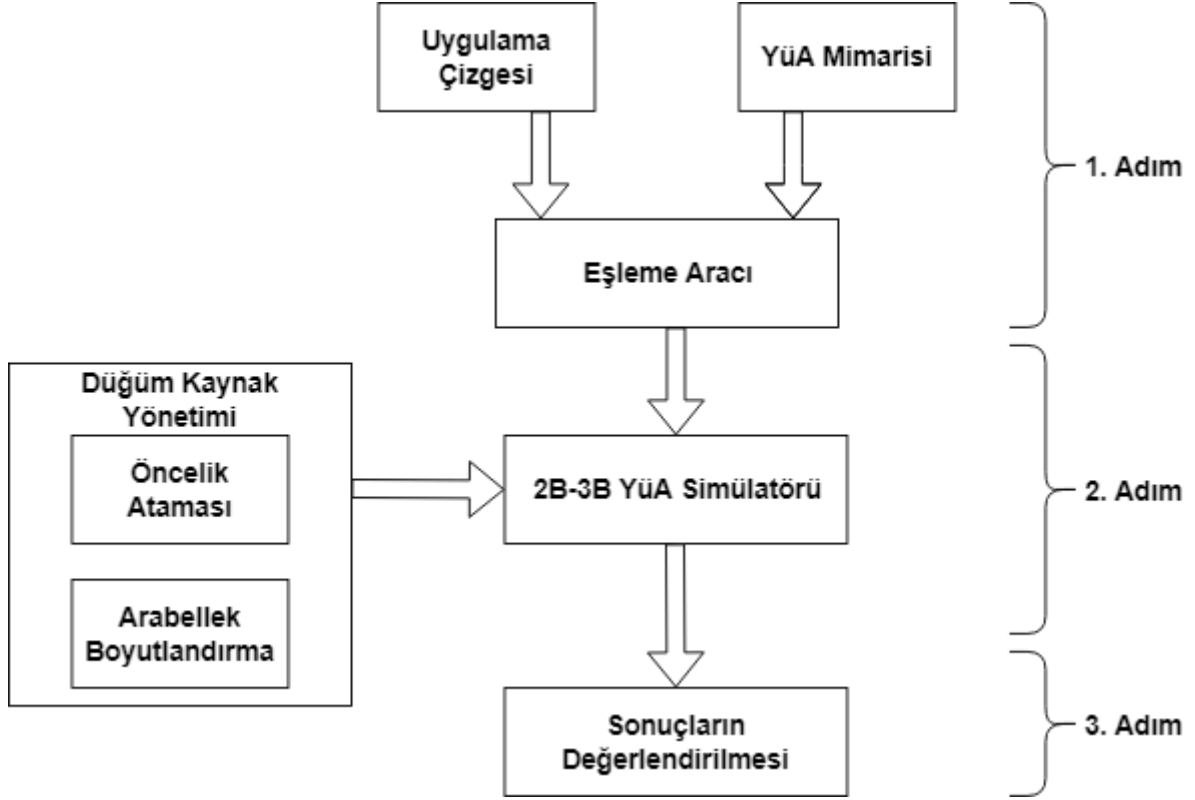 Uygulama
Çizgesi
YüA Mimarisi
1. Adım
Eşleme Aracı
Düğüm Kaynak
Yönetimi
Öncelik
Ataması
2B-3B YüA Simülatörü
2. Adım
Arabellek
Boyutlandırma
Sonuçların
Değerlendirilmesi
3. Adım